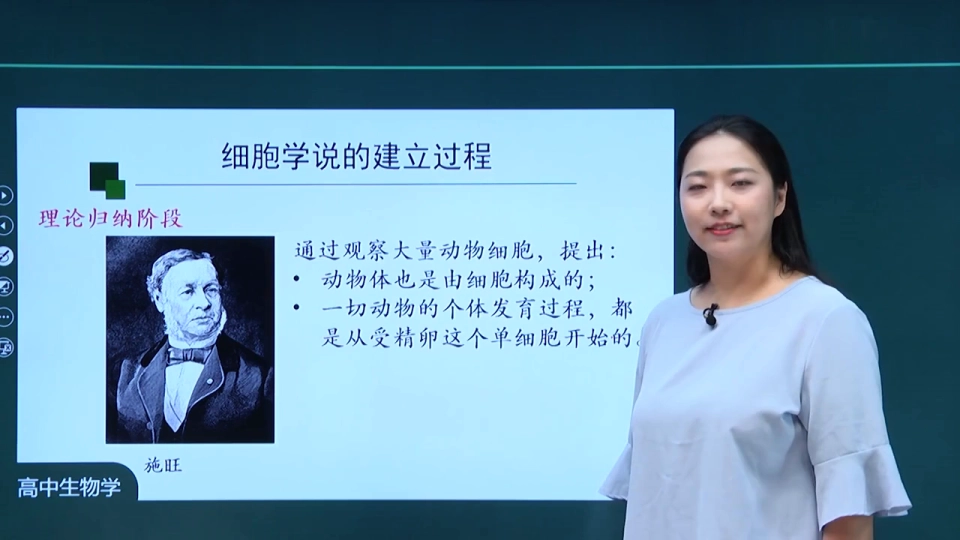 细胞学说的建立过程
理论归纳阶段
通过观察大量动物细胞，提出：
• 动物体也是由细胞构成的；
• 一切动物的个体发育过程，都
是从受精卵这个单细胞开始的。
施旺
高中生物学